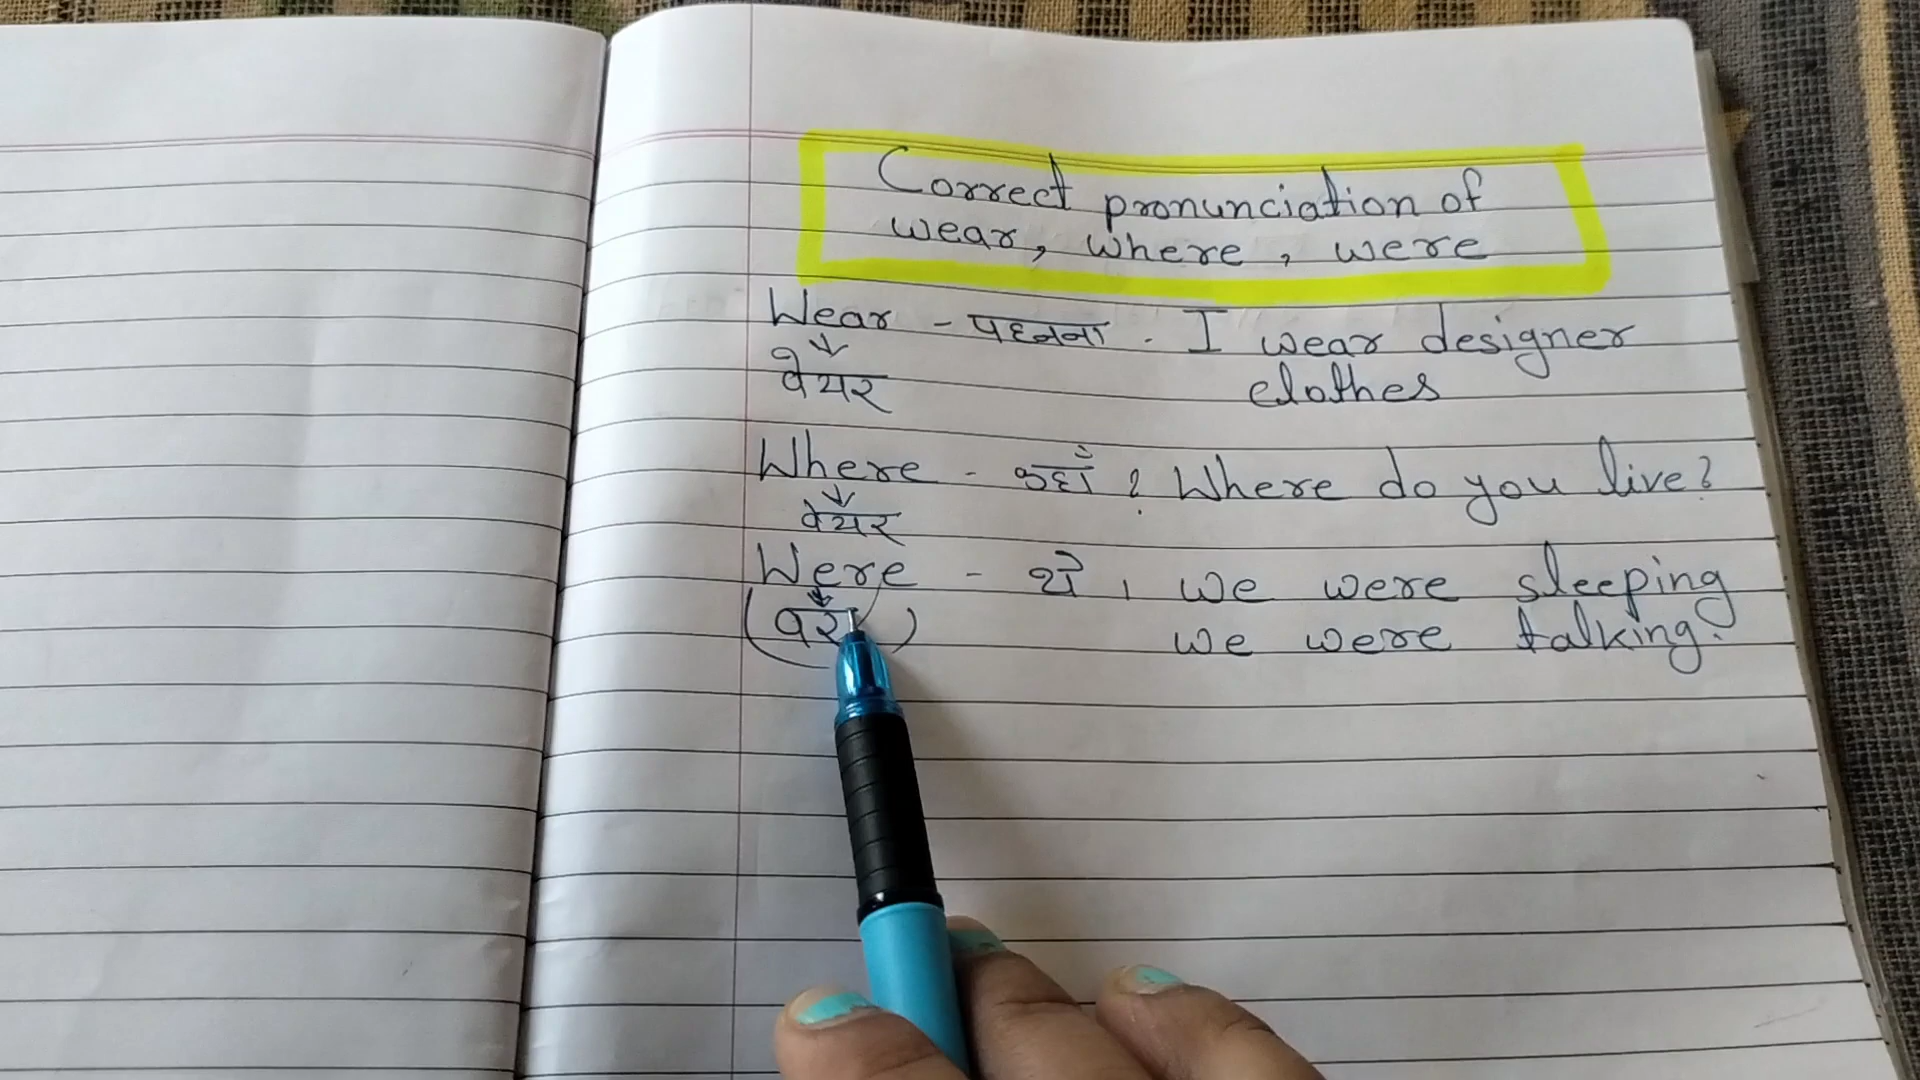 Correct pronunciation of
wear, where, were
Wear - पहनना - I wear designer
वेयर clothes
Where - कहाँ ? Where do you live?
वेयर
Were - थे, we were sleeping
(वर) we were talking.